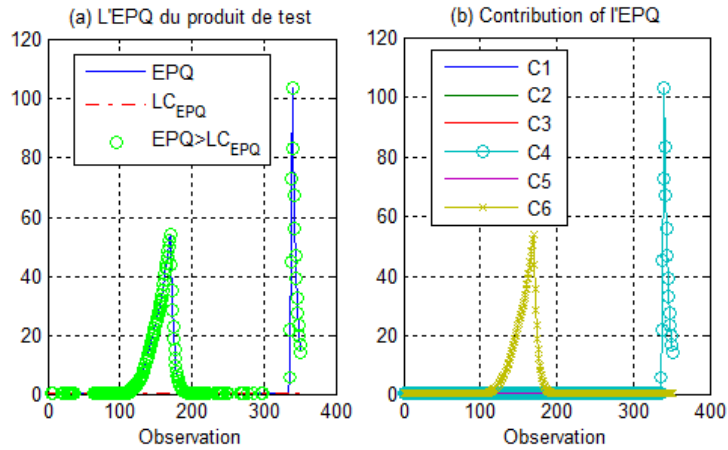 (a) L'EPQ du produit de test
120
100
80
60
40
20
0
0 100 200 300 400
Observation
EPQ
LC_EPQ
EPQ>LC_EPQ
(b) Contribution of l'EPQ
120
100
80
60
40
20
0
0 100 200 300 400
Observation
C1
C2
C3
C4
C5
C6